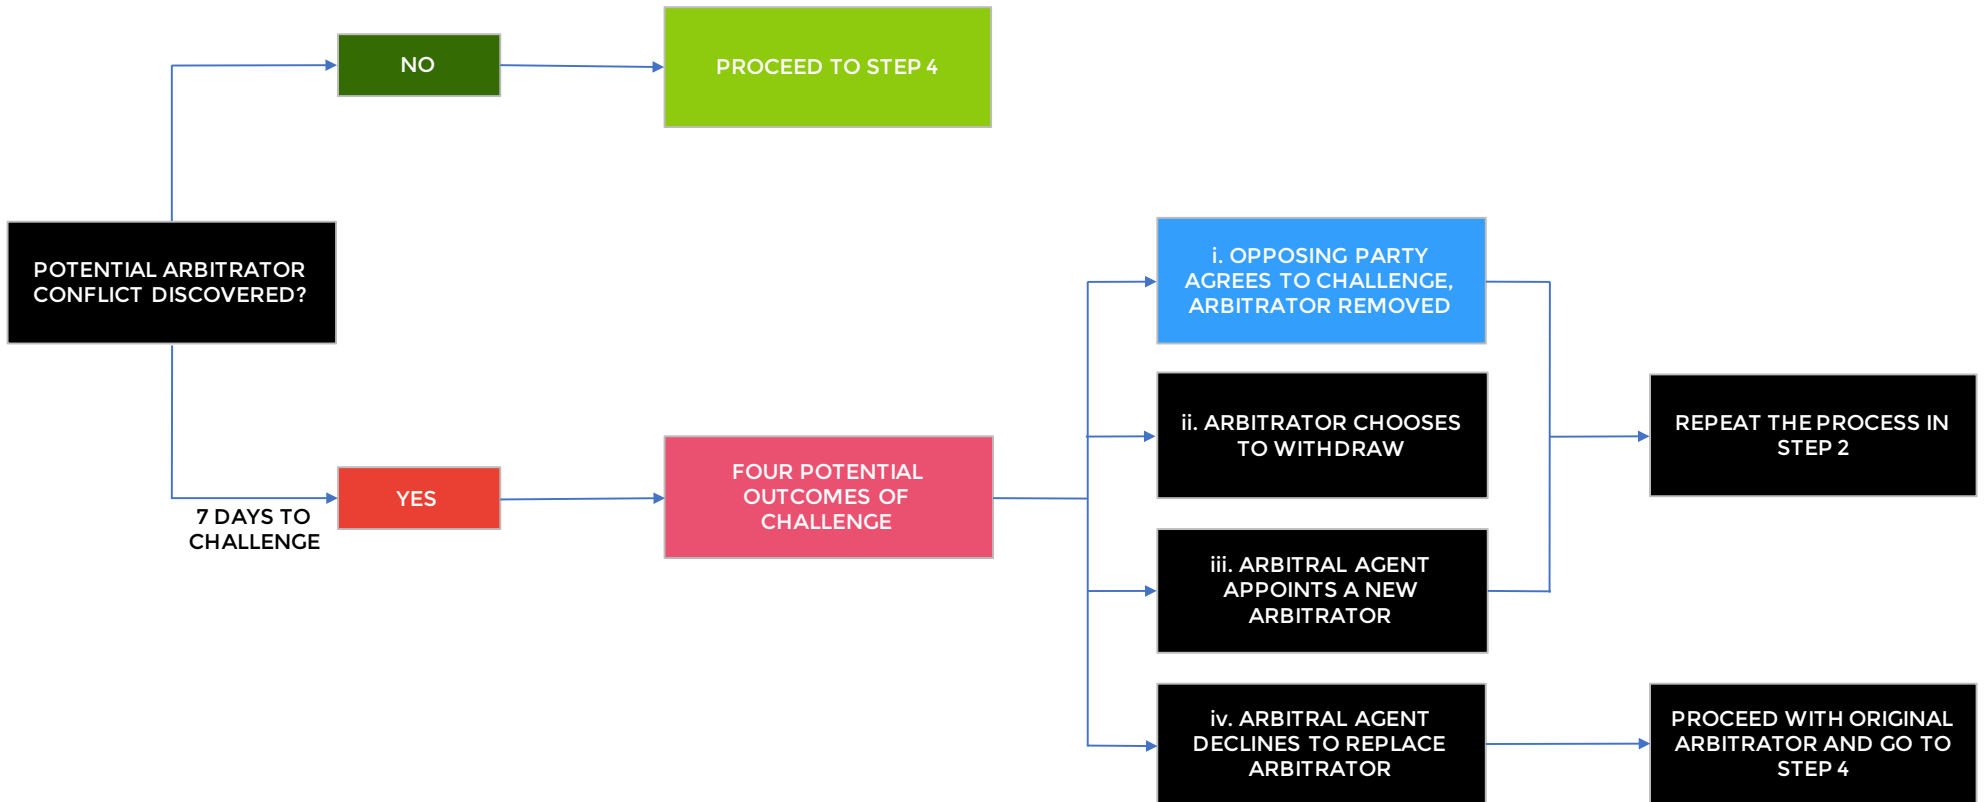 NO
PROCEED TO STEP 4
POTENTIAL ARBITRATOR
CONFLICT DISCOVERED?
7 DAYS TO
CHALLENGE
YES
FOUR POTENTIAL
OUTCOMES OF
CHALLENGE
i. OPPOSING PARTY
AGREES TO CHALLENGE,
ARBITRATOR REMOVED
ii. ARBITRATOR CHOOSES
TO WITHDRAW
iii. ARBITRAL AGENT
APPOINTS A NEW
ARBITRATOR
REPEAT THE PROCESS IN
STEP 2
iv. ARBITRAL AGENT
DECLINES TO REPLACE
ARBITRATOR
PROCEED WITH ORIGINAL
ARBITRATOR AND GO TO
STEP 4